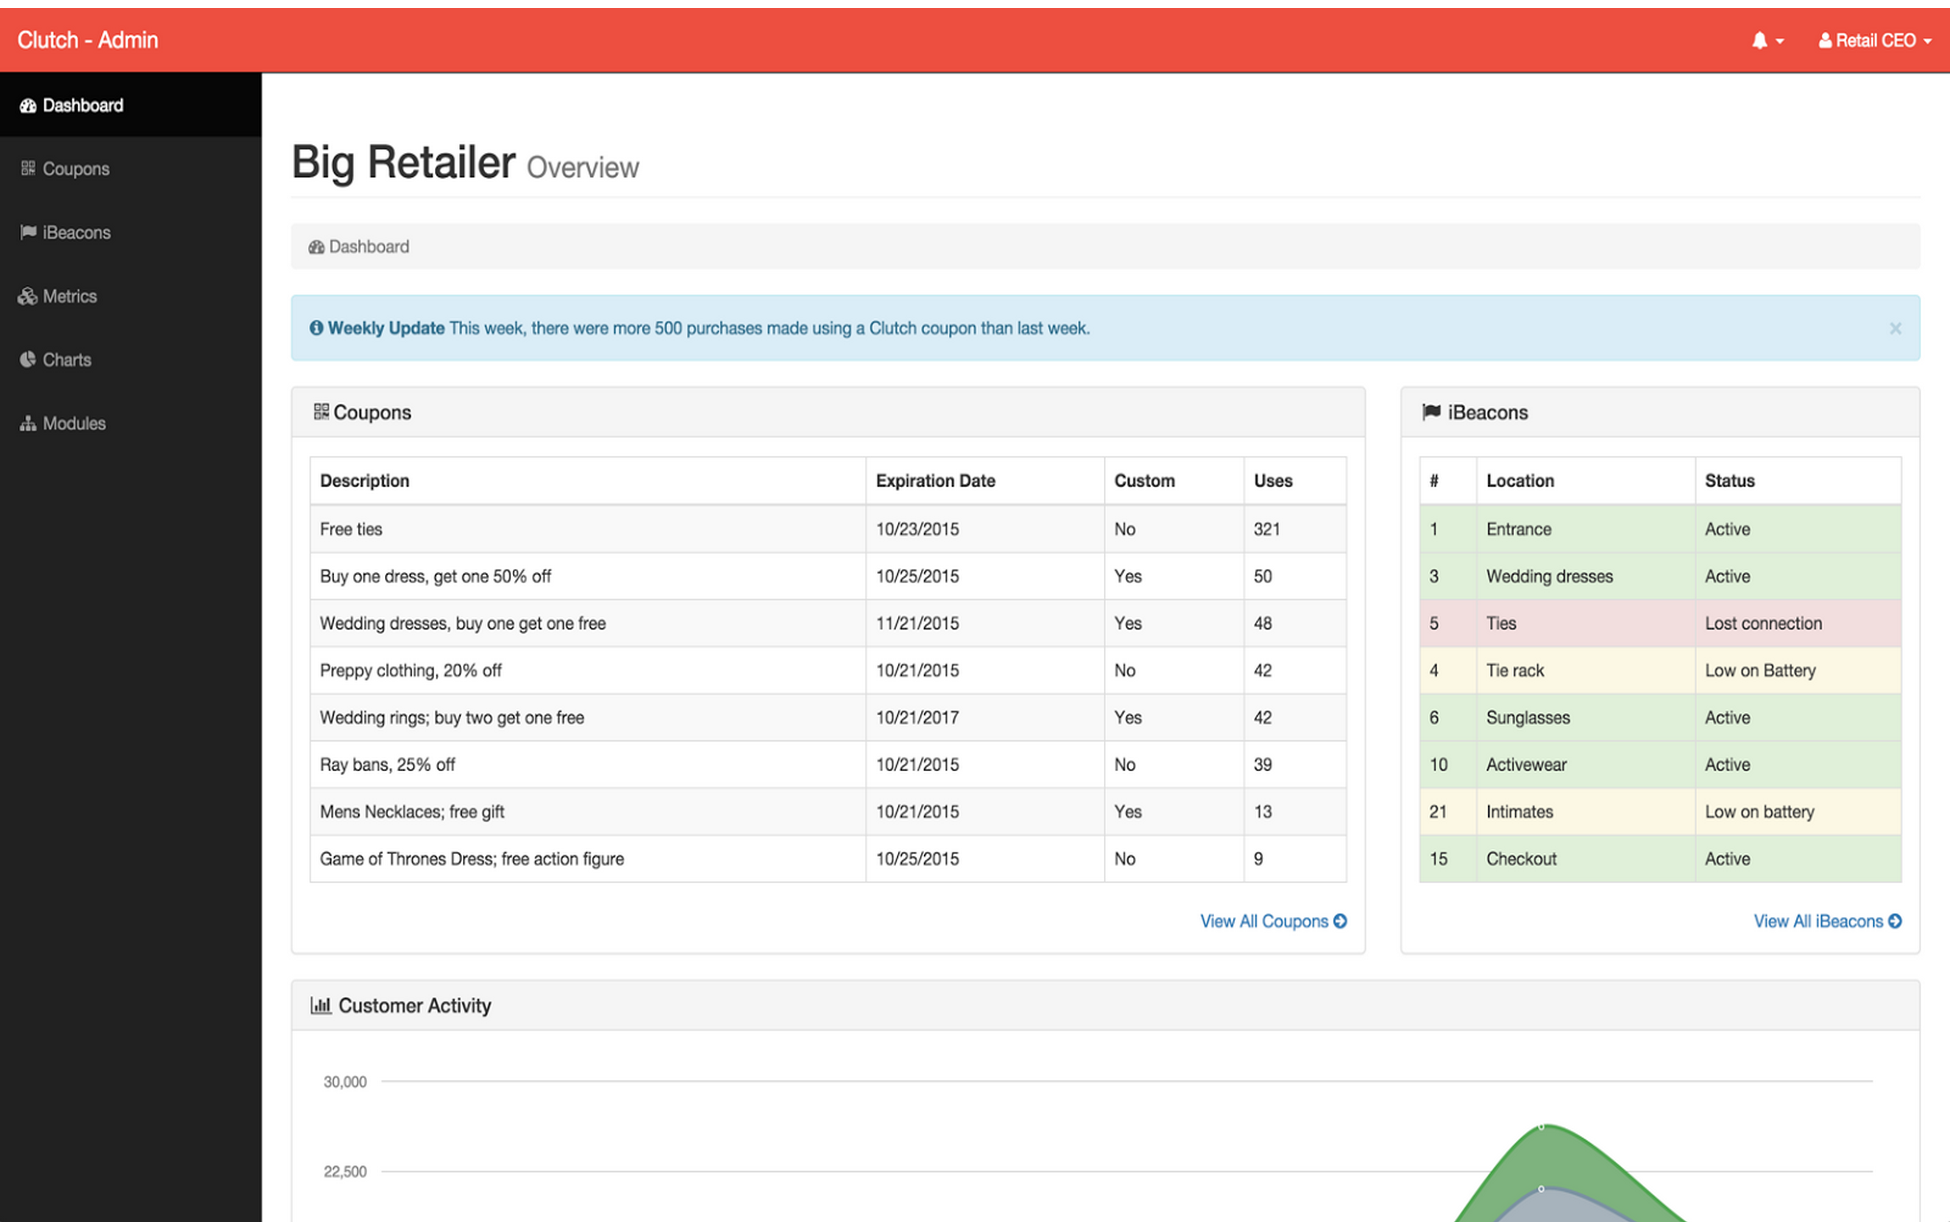 Clutch - Admin
Retail CEO
Dashboard
Coupons
iBeacons
Metrics
Charts
Modules
Big Retailer Overview
Dashboard
Weekly Update This week, there were more 500 purchases made using a Clutch coupon than last week.
×
Coupons
Description Expiration Date Custom Uses
Free ties 10/23/2015 No 321
Buy one dress, get one 50% off 10/25/2015 Yes 50
Wedding dresses, buy one get one free 11/21/2015 Yes 48
Preppy clothing, 20% off 10/21/2015 No 42
Wedding rings; buy two get one free 10/21/2017 Yes 42
Ray bans, 25% off 10/21/2015 No 39
Mens Necklaces; free gift 10/21/2015 Yes 13
Game of Thrones Dress; free action figure 10/25/2015 No 9
View All Coupons
iBeacons
# Location Status
1 Entrance Active
3 Wedding dresses Active
5 Ties Lost connection
4 Tie rack Low on Battery
6 Sunglasses Active
10 Activewear Active
21 Intimates Low on battery
15 Checkout Active
View All iBeacons
Customer Activity
30,000
22,500